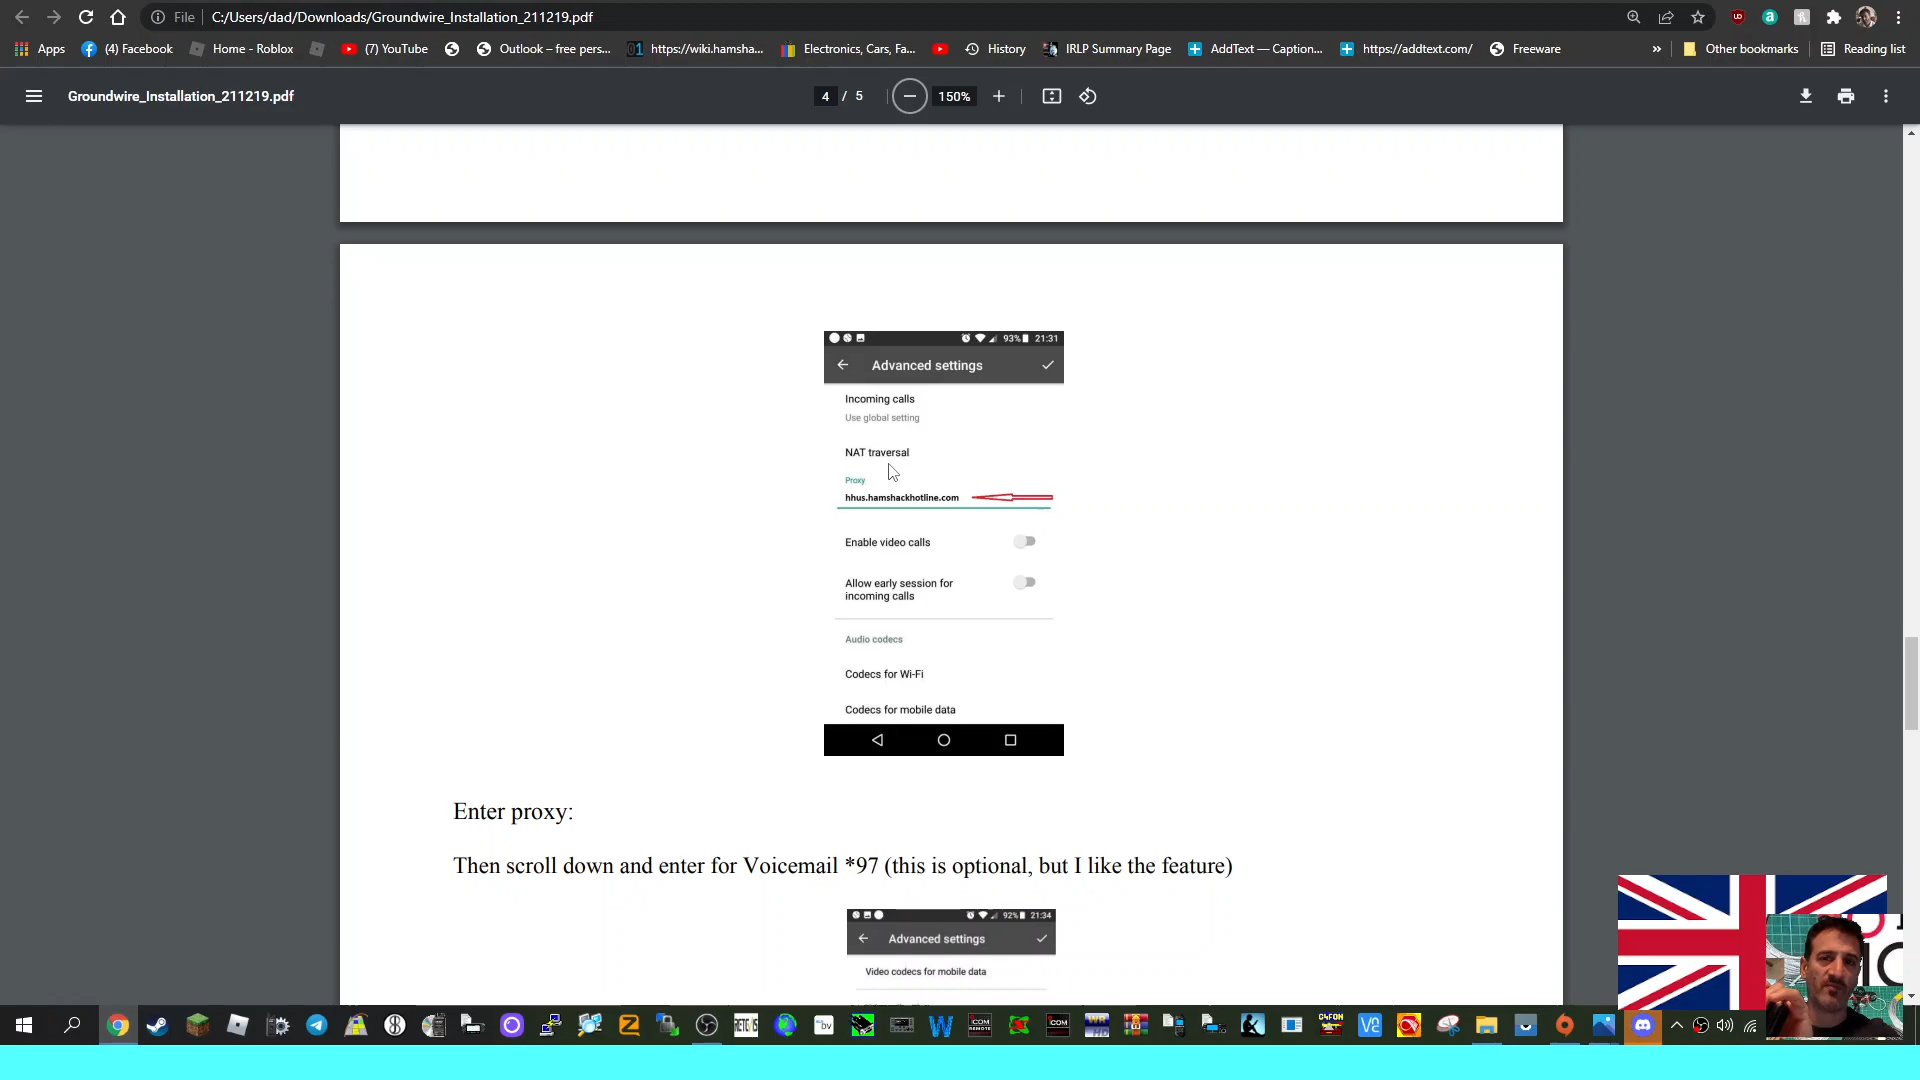 File
C:/Users/dad/Downloads/Groundwire_Installation_211219.pdf
Apps
(4) Facebook
Home - Roblox
(7) YouTube
Outlook – free pers...
https://wiki.hamsha...
Electronics, Cars, Fa...
History
IRLP Summary Page
AddText — Caption...
https://addtext.com/
Freeware
»
Other bookmarks
Reading list
Groundwire_Installation_211219.pdf
4 / 5
150%
93% 21:31
Advanced settings
Incoming calls
Use global setting
NAT traversal
Proxy
hhus.hamshackhotline.com
Enable video calls
Allow early session for
incoming calls
Audio codecs
Codecs for Wi-Fi
Codecs for mobile data
Enter proxy:
Then scroll down and enter for Voicemail *97 (this is optional, but I like the feature)
92% 21:34
Advanced settings
Video codecs for mobile data